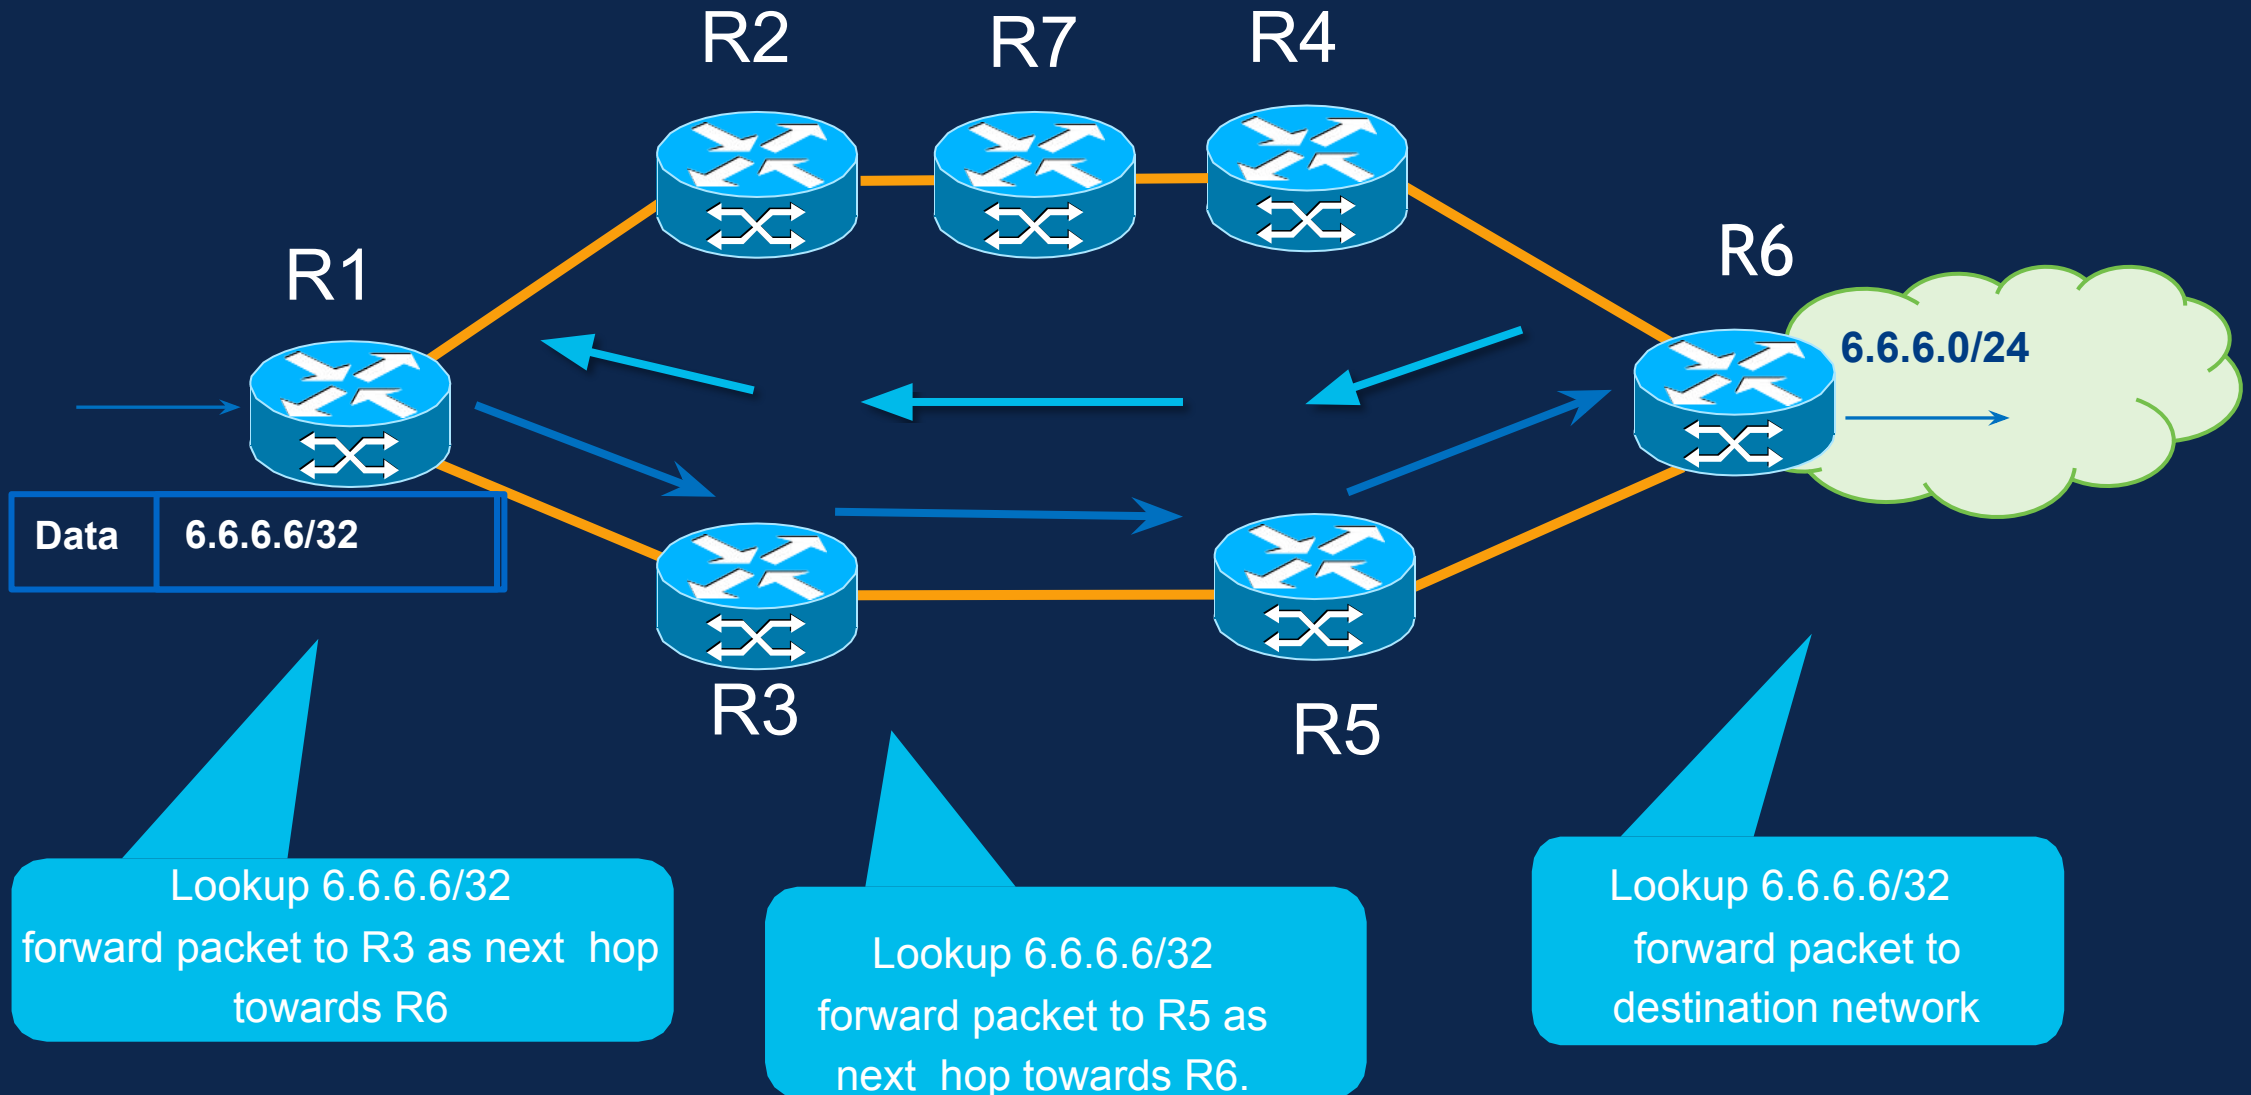 R2
R7
R4
R1
R6
6.6.6.0/24
Data
6.6.6.6/32
R3
R5
Lookup 6.6.6.6/32
forward packet to R3 as next hop
towards R6
Lookup 6.6.6.6/32
forward packet to R5 as
next hop towards R6.
Lookup 6.6.6.6/32
forward packet to
destination network